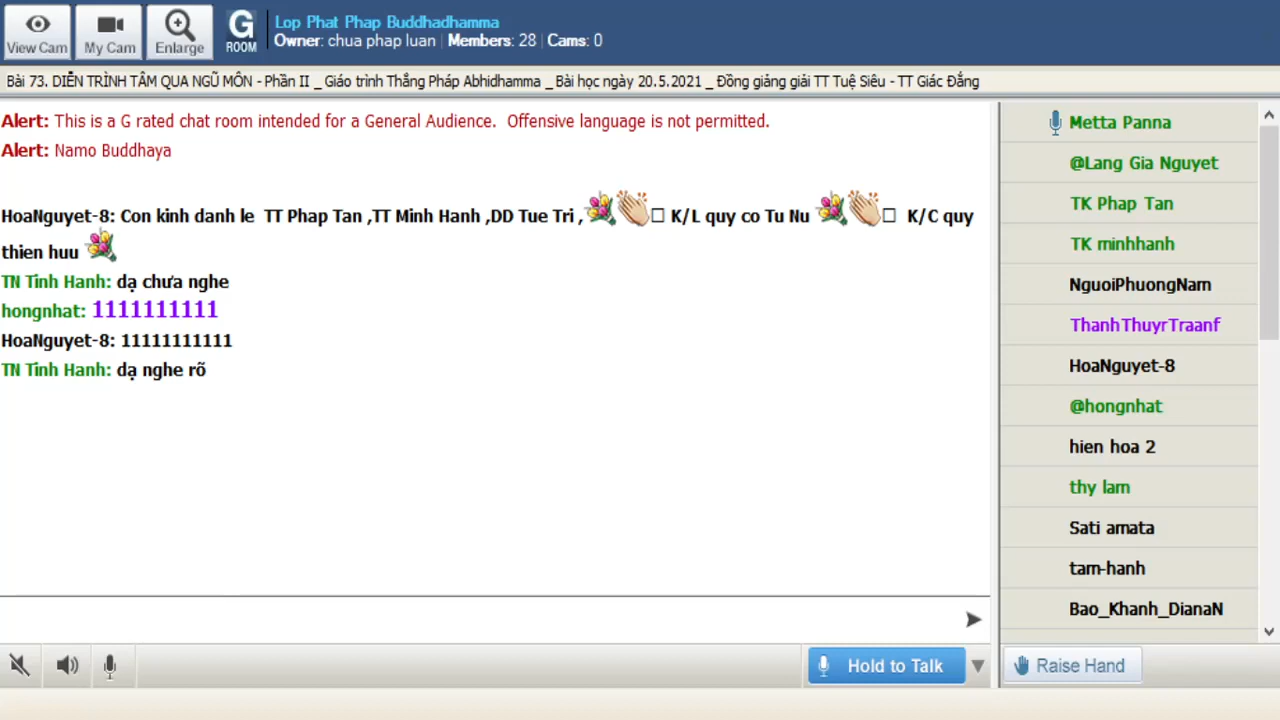 Lop Phat Phap Buddhadhamma
Owner: chua phap luan | Members: 28 | Cams: 0
View Cam
My Cam
Enlarge
G
ROOM
Bài 73. DIỄN TRÌNH TÂM QUA NGŨ MÔN - Phần II _ Giáo trình Thắng Pháp Abhidhamma _ Bài học ngày 20.5.2021 _ Đồng giảng giải TT Tuệ Siêu - TT Giác Đẳng
Alert: This is a G rated chat room intended for a General Audience. Offensive language is not permitted.
Alert: Namo Buddhaya
HoaNguyet-8: Con kinh danh le TT Phap Tan ,TT Minh Hanh ,DD Tue Tri , K/L quy co Tu Nu K/C quy
thien huu
TN Tinh Hanh: dạ chưa nghe
hongnhat: 1111111111
HoaNguyet-8: 11111111111
TN Tinh Hanh: dạ nghe rõ
Metta Panna
@Lang Gia Nguyet
TK Phap Tan
TK minhhanh
NguoiPhuongNam
ThanhThuyrTraanf
HoaNguyet-8
@hongnhat
hien hoa 2
thy lam
Sati amata
tam-hanh
Bao_Khanh_DianaN
Hold to Talk
Raise Hand